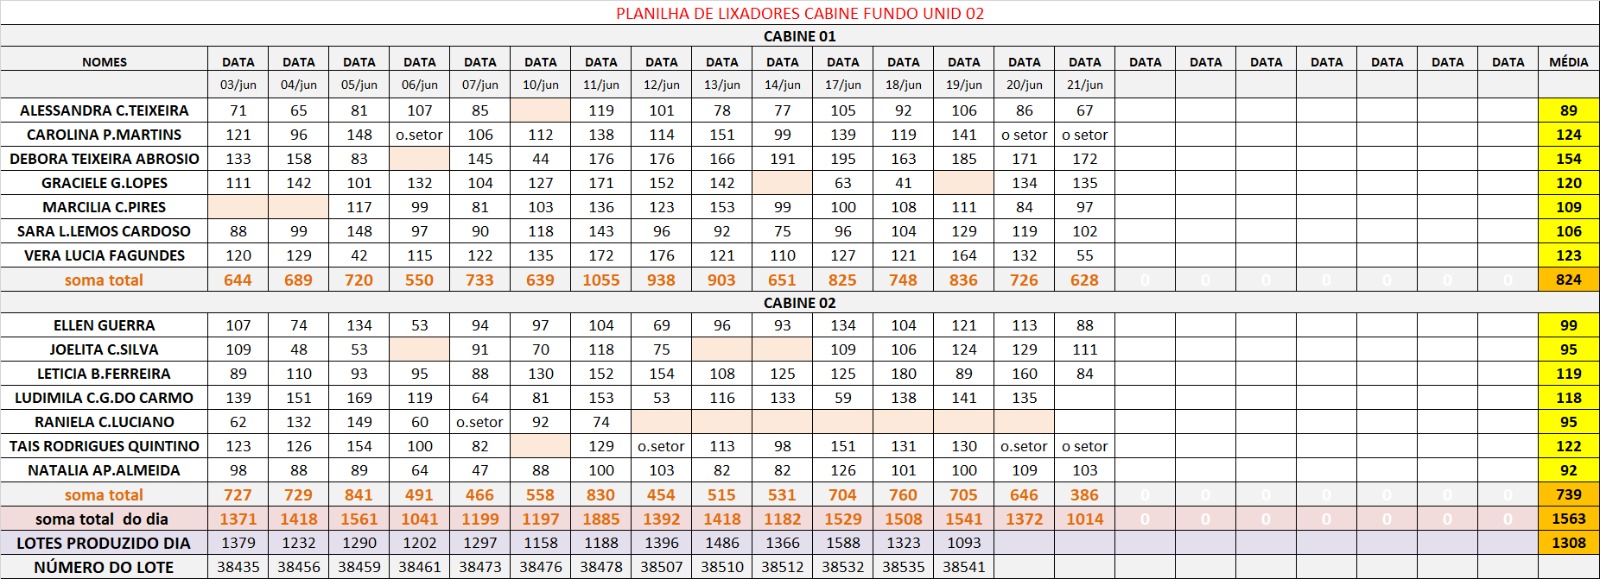 PLANILHA DE LIXADORES CABINE FUNDO UNID 02
CABINE 01
NOMES DATA DATA DATA DATA DATA DATA DATA DATA DATA DATA DATA DATA DATA DATA DATA DATA DATA DATA DATA DATA DATA DATA MÉDIA
03/jun 04/jun 05/jun 06/jun 07/jun 10/jun 11/jun 12/jun 13/jun 14/jun 17/jun 18/jun 19/jun 20/jun 21/jun
ALESSANDRA C.TEIXEIRA 71 65 81 107 85 119 101 78 77 105 92 106 86 67 89
CAROLINA P.MARTINS 121 96 148 o.setor 106 112 138 114 151 99 139 119 141 o setor o setor 124
DEBORA TEIXEIRA ABROSIO 133 158 83 145 44 176 176 166 191 195 163 185 171 172 154
GRACIELE G.LOPES 111 142 101 132 104 127 171 152 142 63 41 134 135 120
MARCILIA C.PIRES 117 99 81 103 136 123 153 99 100 108 111 84 97 109
SARA L.LEMOS CARDOSO 88 99 148 97 90 118 143 96 92 75 96 104 129 119 102 106
VERA LUCIA FAGUNDES 120 129 42 115 122 135 172 176 121 110 127 121 164 132 55 123
soma total 644 689 720 550 733 639 1055 938 903 651 825 748 836 726 628 0 0 0 0 0 0 0 824
CABINE 02
ELLEN GUERRA 107 74 134 53 94 97 104 69 96 93 134 104 121 113 88 99
JOELITA C.SILVA 109 48 53 91 70 118 75 109 106 124 129 111 95
LETICIA B.FERREIRA 89 110 93 95 88 130 152 154 108 125 125 180 89 160 84 119
LUDIMILA C.G.DO CARMO 139 151 169 119 64 81 153 53 116 133 59 138 141 135 118
RANIELA C.LUCIANO 62 132 149 60 o.setor 92 74 95
TAIS RODRIGUES QUINTINO 123 126 154 100 82 129 o.setor 113 98 151 131 130 o setor o setor 122
NATALIA AP.ALMEIDA 98 88 89 64 47 88 100 103 82 82 126 101 100 109 103 92
soma total 727 729 841 491 466 558 830 454 515 531 704 760 705 646 386 0 0 0 0 0 0 0 739
soma total do dia 1371 1418 1561 1041 1199 1197 1885 1392 1418 1182 1529 1508 1541 1372 1014 0 0 0 0 0 0 0 1563
LOTES PRODUZIDO DIA 1379 1232 1290 1202 1297 1158 1188 1396 1486 1366 1588 1323 1093 1308
NÚMERO DO LOTE 38435 38456 38459 38461 38473 38476 38478 38507 38510 38512 38532 38535 38541